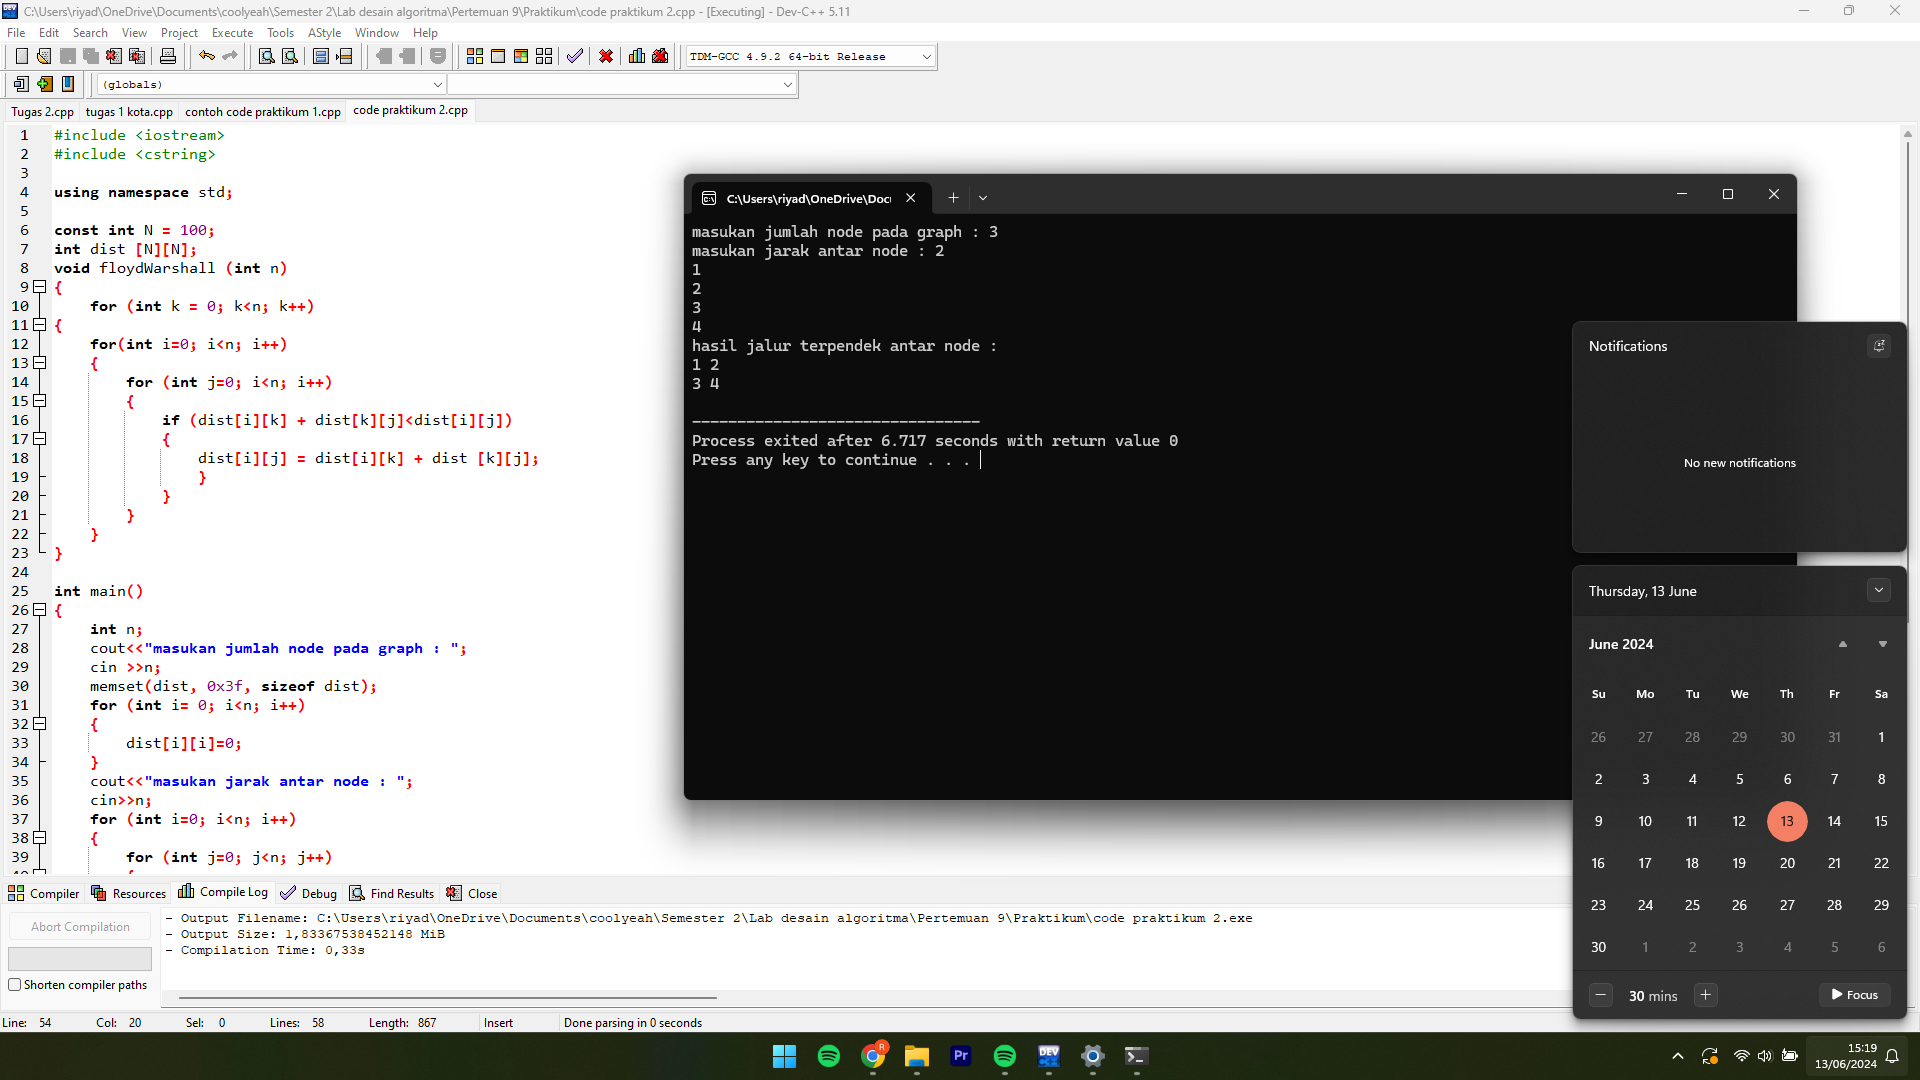 C:\Users\riyad\OneDrive\Documents\coolyeah\Semester 2\Lab desain algoritma\Pertemuan 9\Praktikum\code praktikum 2.cpp - [Executing] - Dev-C++ 5.11
File Edit Search View Project Execute Tools AStyle Window Help
TDM-GCC 4.9.2 64-bit Release
(globals)
Tugas 2.cpp tugas 1 kota.cpp contoh code praktikum 1.cpp code praktikum 2.cpp
1 #include <iostream>
2 #include <cstring>
3
4 using namespace std;
5
6 const int N = 100;
7 int dist [N][N];
8 void floydWarshall (int n)
9 {
10 for (int k = 0; k<n; k++)
11 {
12 for(int i=0; i<n; i++)
13 {
14 for (int j=0; i<n; i++)
15 {
16 if (dist[i][k] + dist[k][j]<dist[i][j])
17 {
18 dist[i][j] = dist[i][k] + dist [k][j];
19 }
20 }
21 }
22 }
23 }
24
25 int main()
26 {
27 int n;
28 cout<<"masukan jumlah node pada graph : ";
29 cin >>n;
30 memset(dist, 0x3f, sizeof dist);
31 for (int i= 0; i<n; i++)
32 {
33 dist[i][i]=0;
34 }
35 cout<<"masukan jarak antar node : ";
36 cin>>n;
37 for (int i=0; i<n; i++)
38 {
39 for (int j=0; j<n; j++)
C:\Users\riyad\OneDrive\Docu
masukan jumlah node pada graph : 3
masukan jarak antar node : 2
1
2
3
4
hasil jalur terpendek antar node :
1 2
3 4
--------------------------------
Process exited after 6.717 seconds with return value 0
Press any key to continue . . .
Notifications
No new notifications
Thursday, 13 June
June 2024
Su Mo Tu We Th Fr Sa
26 27 28 29 30 31 1
2 3 4 5 6 7 8
9 10 11 12 13 14 15
16 17 18 19 20 21 22
23 24 25 26 27 28 29
30 1 2 3 4 5 6
30 mins Focus
Compiler Resources Compile Log Debug Find Results Close
Abort Compilation
Shorten compiler paths
- Output Filename: C:\Users\riyad\OneDrive\Documents\coolyeah\Semester 2\Lab desain algoritma\Pertemuan 9\Praktikum\code praktikum 2.exe
- Output Size: 1,83367538452148 MiB
- Compilation Time: 0,33s
Line: 54 Col: 20 Sel: 0 Lines: 58 Length: 867 Insert Done parsing in 0 seconds
R
Pr
DEV
15:19
13/06/2024